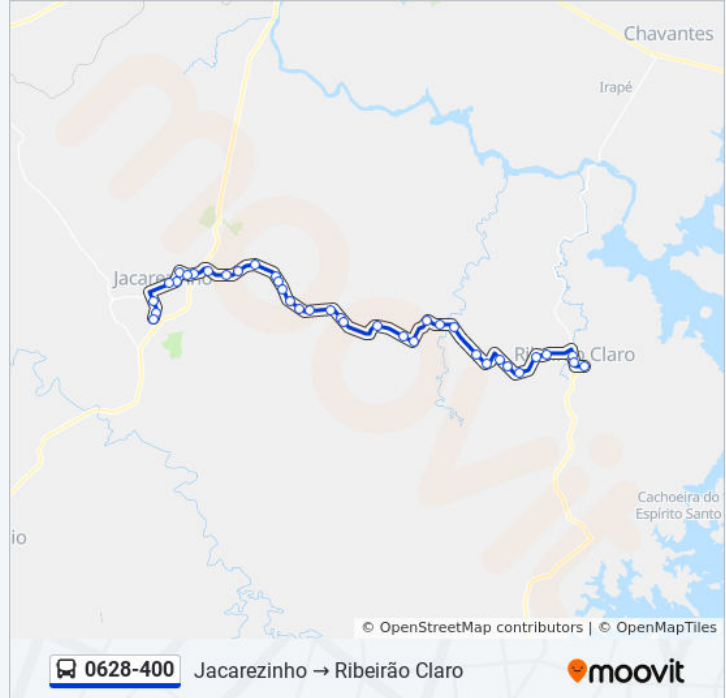 Chavantes
Irapé
Jacarezinho
Ribeirão Claro
Cachoeira do
Espírito Santo
io
© OpenStreetMap contributors | © OpenMapTiles
0628-400 Jacarezinho → Ribeirão Claro
moovit
moovit